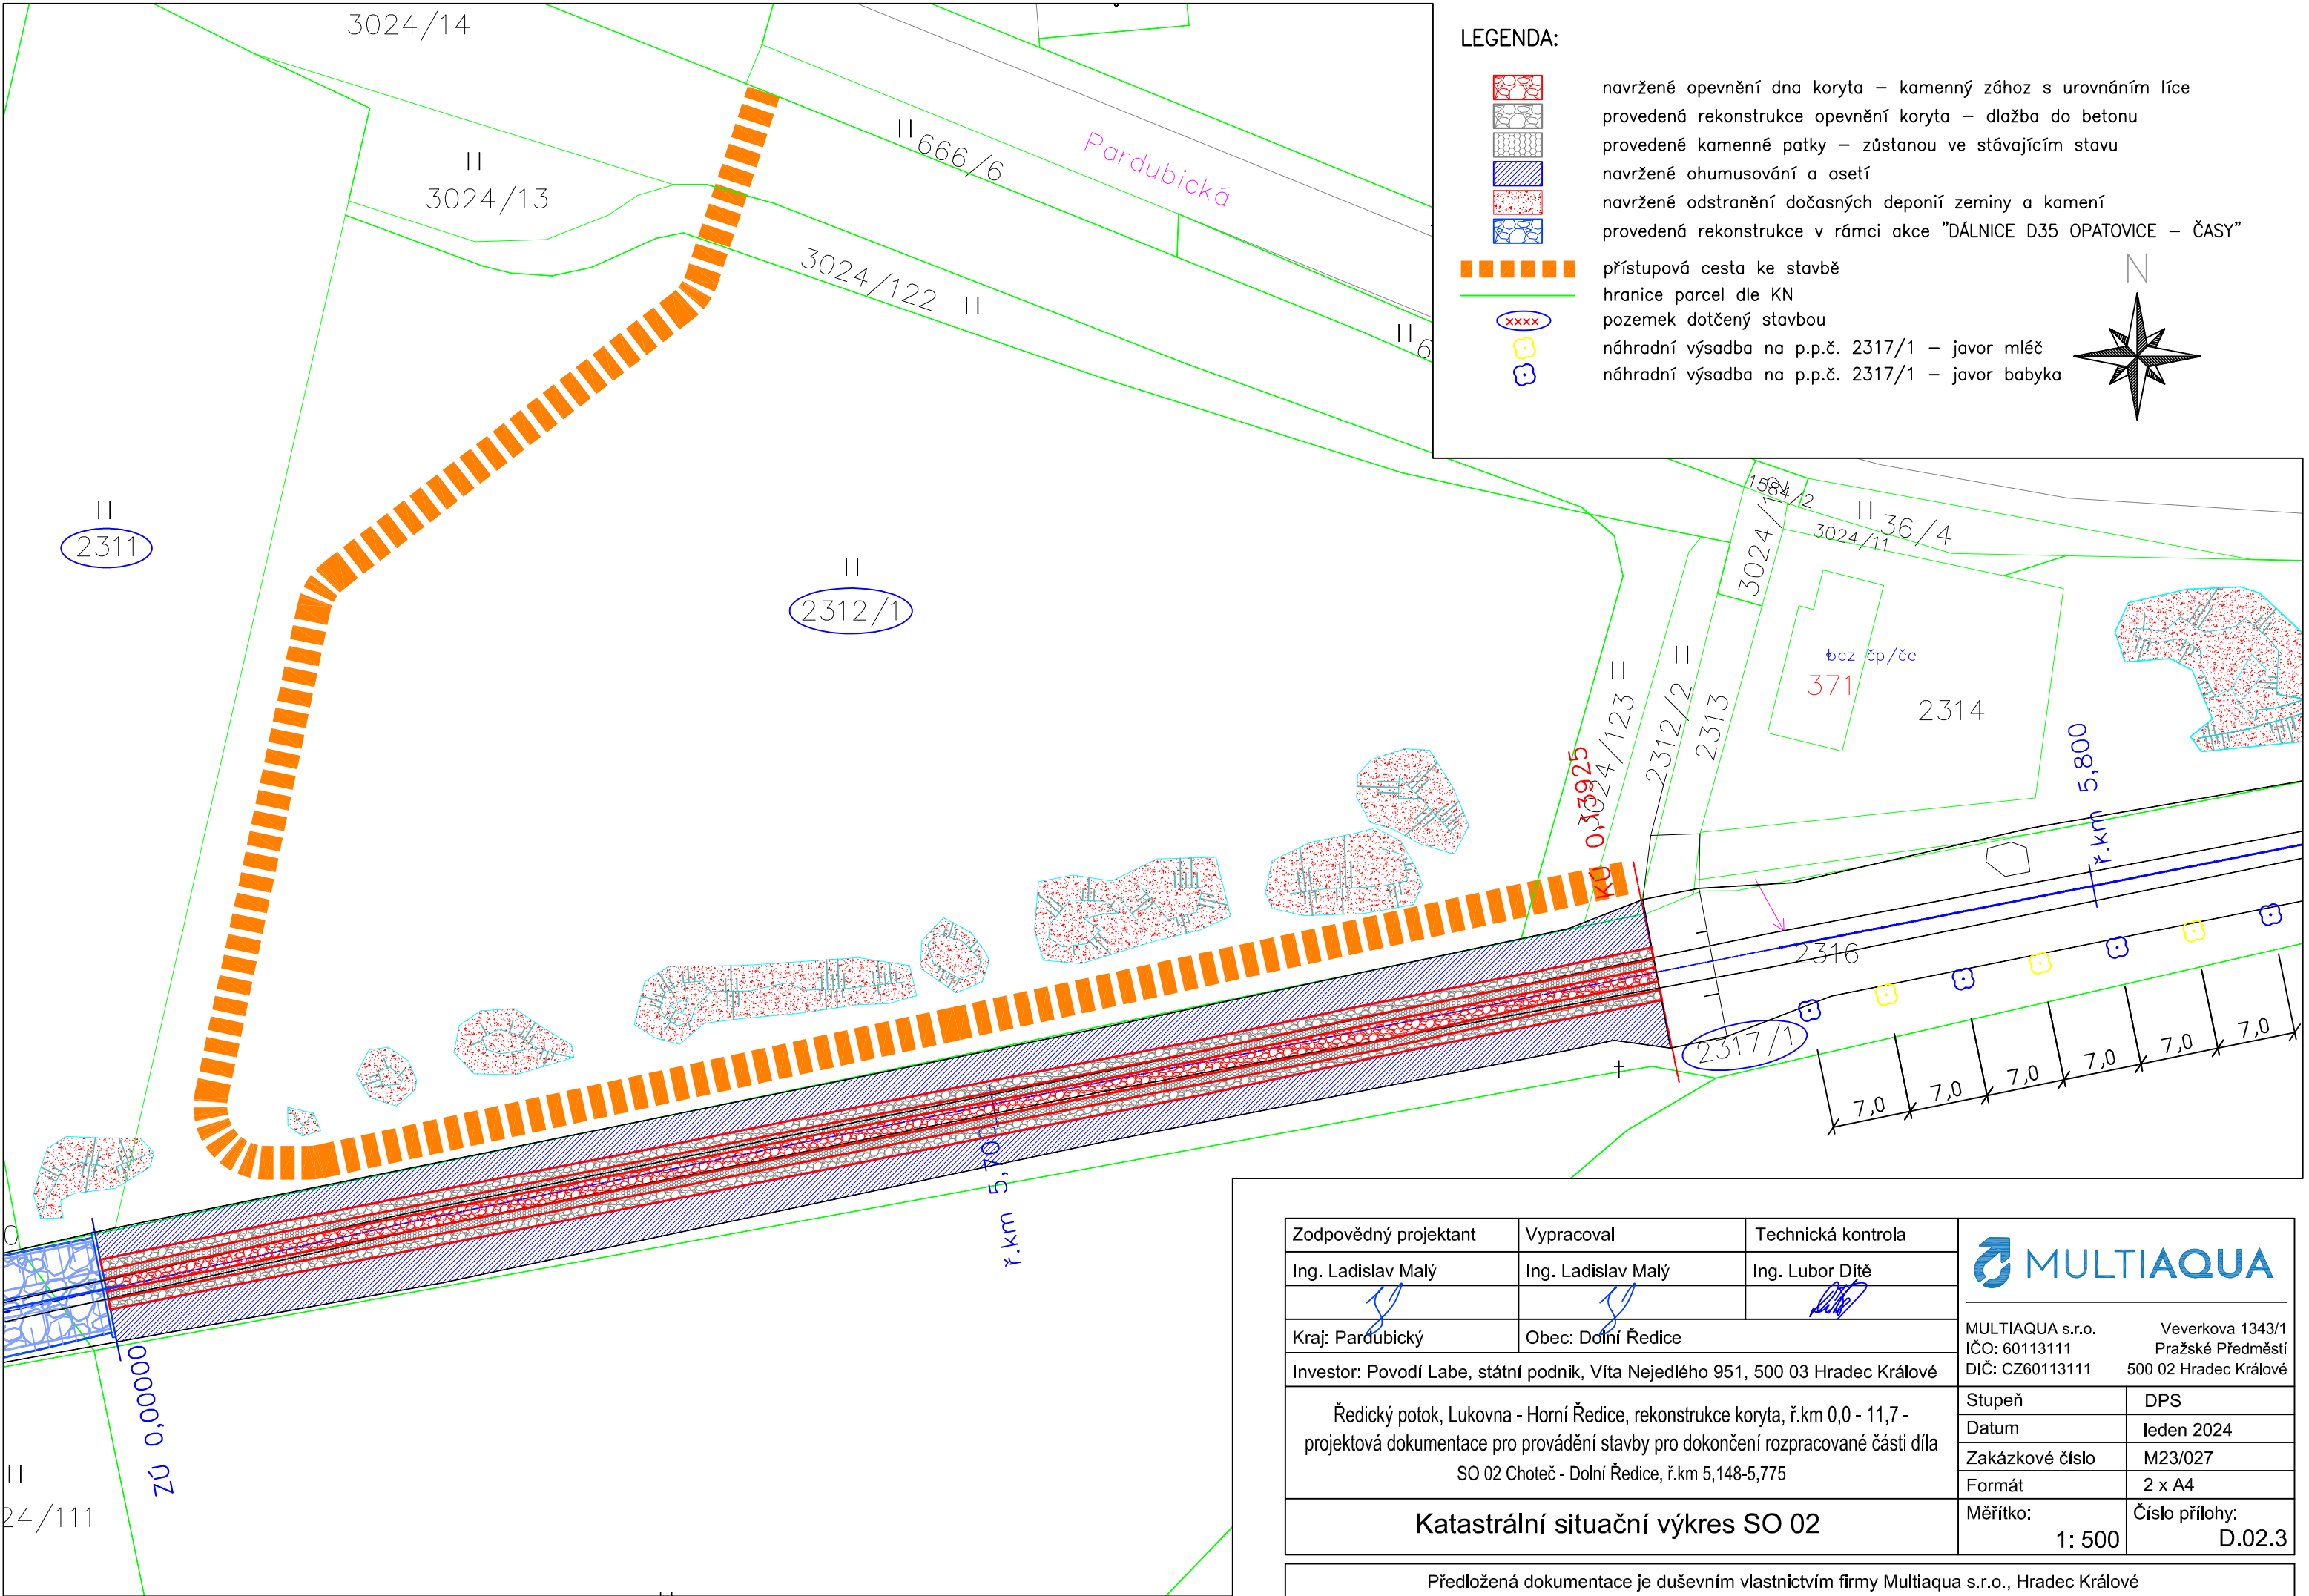 3024/14
II
3024/13
II
666/6
Pardubická
3024/122
II
II
6
II
2311
II
2312/1
LEGENDA:
navržené opevnění dna koryta – kamenný zához s urovnáním líce
provedená rekonstrukce opevnění koryta – dlažba do betonu
provedené kamenné patky – zůstanou ve stávajícím stavu
navržené ohumusování a osetí
navržené odstranění dočasných deponií zeminy a kamení
provedená rekonstrukce v rámci akce "DÁLNICE D35 OPATOVICE – ČASY"
přístupová cesta ke stavbě
hranice parcel dle KN
xxxx pozemek dotčený stavbou
náhradní výsadba na p.p.č. 2317/1 – javor mléč
náhradní výsadba na p.p.č. 2317/1 – javor babyka
N
1584/2
II
36/4
3024/11
bez čp/če
371
2314
II
3024/123
II
2312/2
2313
KÚ 0,13925
ř.km 5,800
2316
2317/1
7,0
7,0
7,0
7,0
7,0
7,0
ř.km 5,70
ZÚ 0,00000
0
II
24/111
Zodpovědný projektant
Vypracoval
Technická kontrola
Ing. Ladislav Malý
Ing. Ladislav Malý
Ing. Lubor Dítě
Kraj: Pardubický
Obec: Dolní Ředice
Investor: Povodí Labe, státní podnik, Víta Nejedlého 951, 500 03 Hradec Králové
Ředický potok, Lukovna - Horní Ředice, rekonstrukce koryta, ř.km 0,0 - 11,7 -
projektová dokumentace pro provádění stavby pro dokončení rozpracované části díla
SO 02 Choteč - Dolní Ředice, ř.km 5,148-5,775
Katastrální situační výkres SO 02
MULTIAQUA
MULTIAQUA s.r.o.
Veverkova 1343/1
IČO: 60113111
Pražské Předměstí
DIČ: CZ60113111
500 02 Hradec Králové
Stupeň
DPS
Datum
leden 2024
Zakázkové číslo
M23/027
Formát
2 x A4
Měřítko:
1: 500
Číslo přílohy:
D.02.3
Předložená dokumentace je duševním vlastnictvím firmy Multiaqua s.r.o., Hradec Králové